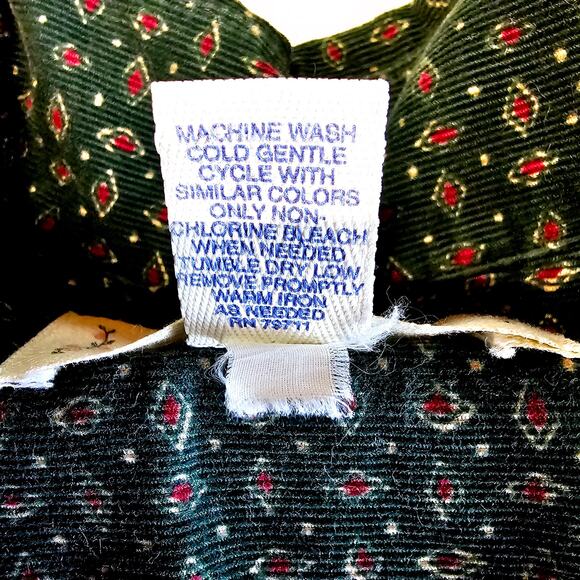 MACHINE WASH
COLD GENTLE
CYCLE WITH
SIMILAR COLORS
ONLY NON-
CHLORINE BLEACH
WHEN NEEDED
TUMBLE DRY LOW
REMOVE PROMPTLY
WARM IRON
AS NEEDED
RN 79711